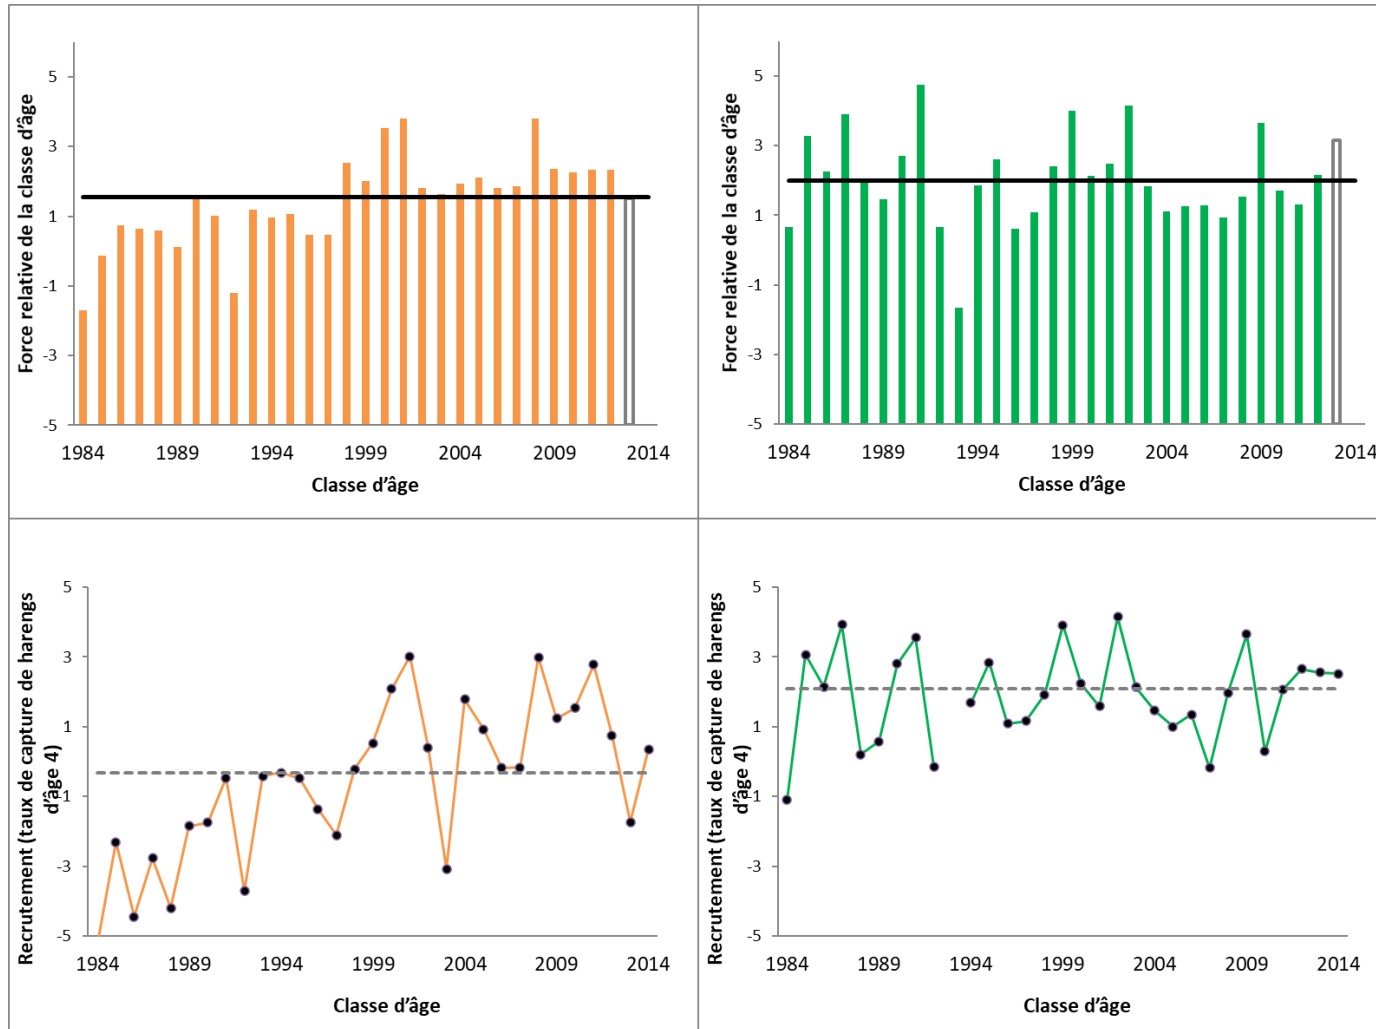 Force relative de la classe d'âge
5
3
1
-1
-3
-5
1984 1989 1994 1999 2004 2009 2014
Classe d'âge
Force relative de la classe d'âge
5
3
1
-1
-3
-5
1984 1989 1994 1999 2004 2009 2014
Classe d'âge
Recrutement (taux de capture de harengs
d'âge 4)
5
3
1
-1
-3
-5
1984 1989 1994 1999 2004 2009 2014
Classe d'âge
Recrutement (taux de capture de harengs
d'âge 4)
5
3
1
-1
-3
-5
1984 1989 1994 1999 2004 2009 2014
Classe d'âge